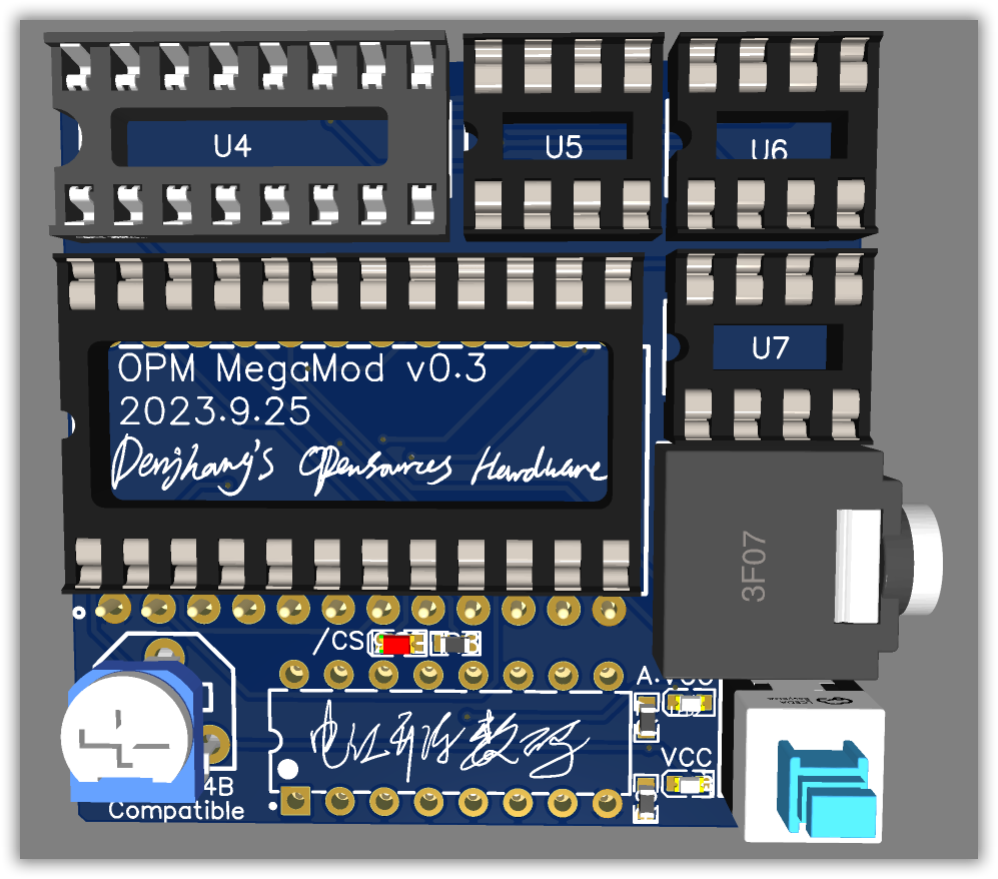 U4
U5
U6
OPM MegaMod v0.3
2023.9.25
Denjhang's Opensources Hardware
U7
3F07
/CS
A.VCC
VCC
4B
Compatible